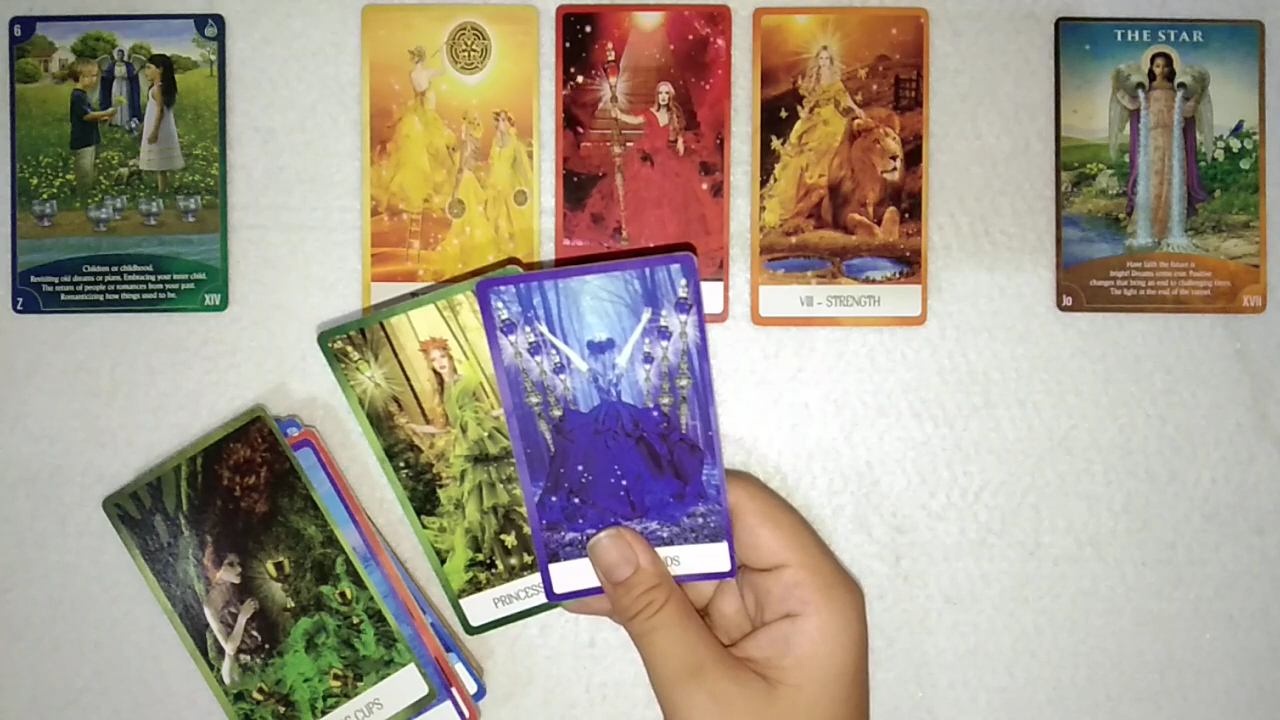 6
Children or childhood.
Revisiting old dreams or plans. Embracing your inner child.
The return of people or romances from your past.
Romanticizing how things used to be.
Z
XIV
VIII - STRENGTH
THE STAR
Have faith the future is
bright! Dreams come true. Positive
changes that bring an end to challenging times.
The light at the end of the tunnel.
Jo
XVII
PRINCESS
DS
CUPS